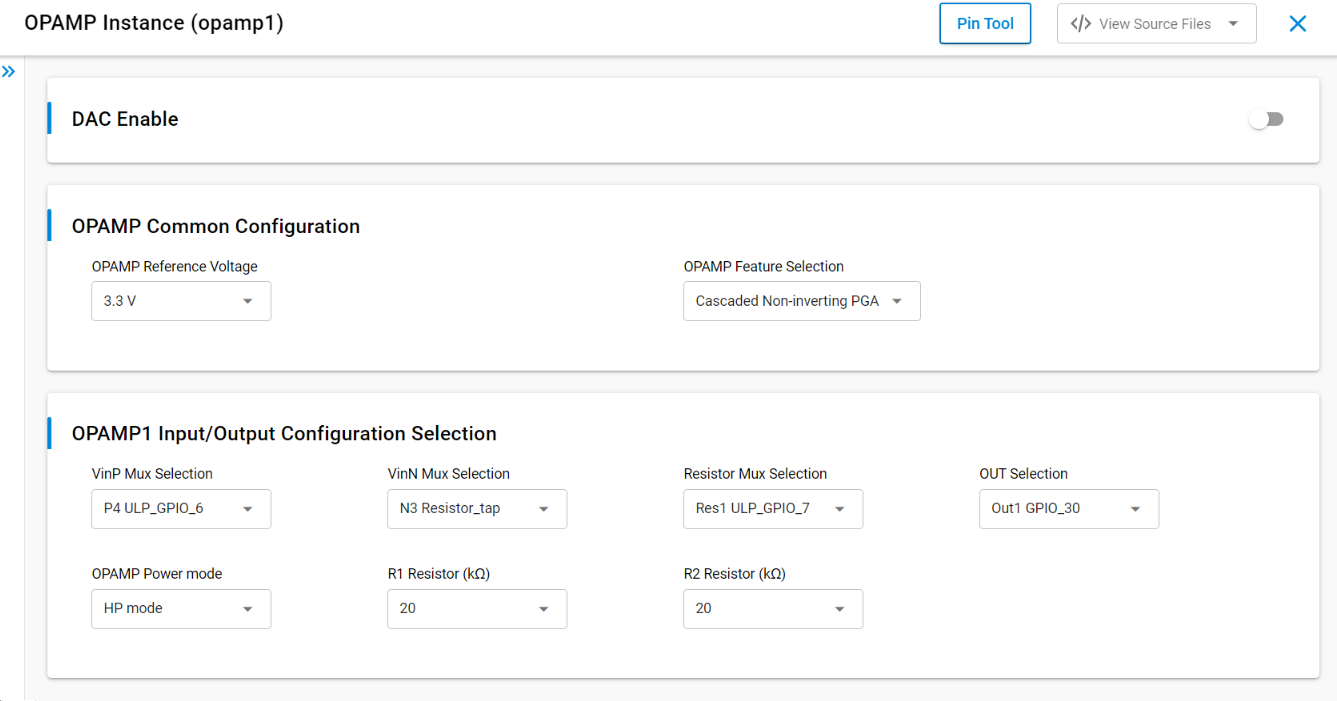 OPAMP Instance (opamp1)
Pin Tool
</> View Source Files
DAC Enable
OPAMP Common Configuration
OPAMP Reference Voltage
OPAMP Feature Selection
3.3 V
Cascaded Non-inverting PGA
OPAMP1 Input/Output Configuration Selection
VinP Mux Selection
VinN Mux Selection
Resistor Mux Selection
OUT Selection
P4 ULP_GPIO_6
N3 Resistor_tap
Res1 ULP_GPIO_7
Out1 GPIO_30
OPAMP Power mode
R1 Resistor (kΩ)
R2 Resistor (kΩ)
HP mode
20
20